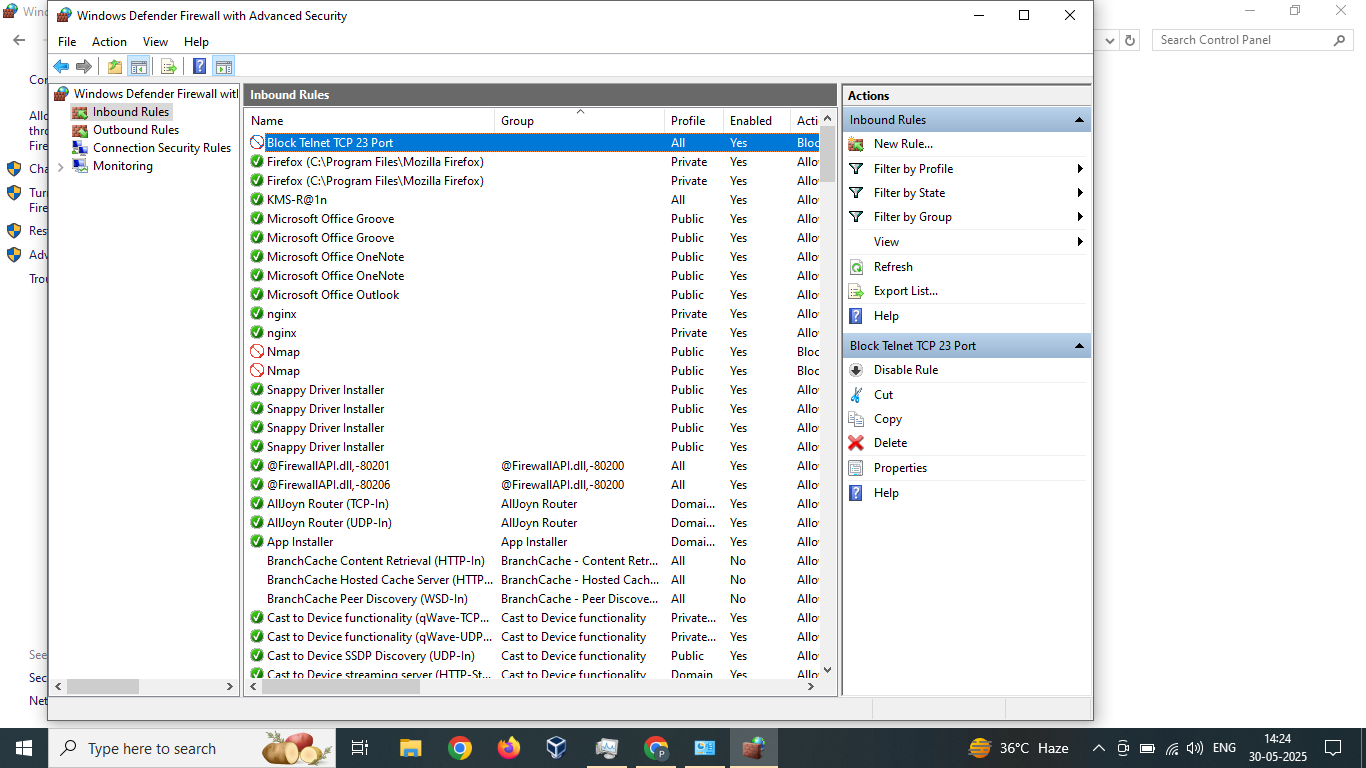 Windows Defender Firewall with Advanced Security
File Action View Help
Search Control Panel
Windows Defender Firewall wit
Inbound Rules
Outbound Rules
Connection Security Rules
Monitoring
Inbound Rules
Name Group Profile Enabled Acti
Block Telnet TCP 23 Port All Yes Bloc
Firefox (C:\Program Files\Mozilla Firefox) Private Yes Allo
Firefox (C:\Program Files\Mozilla Firefox) Private Yes Allo
KMS-R@1n All Yes Allo
Microsoft Office Groove Public Yes Allo
Microsoft Office Groove Public Yes Allo
Microsoft Office OneNote Public Yes Allo
Microsoft Office OneNote Public Yes Allo
Microsoft Office Outlook Public Yes Allo
nginx Private Yes Allo
nginx Private Yes Allo
Nmap Public Yes Bloc
Nmap Public Yes Bloc
Snappy Driver Installer Public Yes Allo
Snappy Driver Installer Public Yes Allo
Snappy Driver Installer Public Yes Allo
Snappy Driver Installer Public Yes Allo
@FirewallAPI.dll,-80201 @FirewallAPI.dll,-80200 All Yes Allo
@FirewallAPI.dll,-80206 @FirewallAPI.dll,-80200 All Yes Allo
AllJoyn Router (TCP-In) AllJoyn Router Domai... Yes Allo
AllJoyn Router (UDP-In) AllJoyn Router Domai... Yes Allo
App Installer App Installer Domai... Yes Allo
BranchCache Content Retrieval (HTTP-In) BranchCache - Content Retr... All No Allo
BranchCache Hosted Cache Server (HTTP... BranchCache - Hosted Cach... All No Allo
BranchCache Peer Discovery (WSD-In) BranchCache - Peer Discove... All No Allo
Cast to Device functionality (qWave-TCP... Cast to Device functionality Private... Yes Allo
Cast to Device functionality (qWave-UDP... Cast to Device functionality Private... Yes Allo
Cast to Device SSDP Discovery (UDP-In) Cast to Device functionality Public Yes Allo
Cast to Device streaming server (HTTP-St... Cast to Device functionality Domain Yes Allo
Actions
Inbound Rules
New Rule...
Filter by Profile
Filter by State
Filter by Group
View
Refresh
Export List...
Help
Block Telnet TCP 23 Port
Disable Rule
Cut
Copy
Delete
Properties
Help
Windo
Co
Allo
thro
Fire
Cha
Turn
Fire
Res
Adv
Trou
See
Sec
Net
Type here to search
36°C Haze
ENG
14:24
30-05-2025